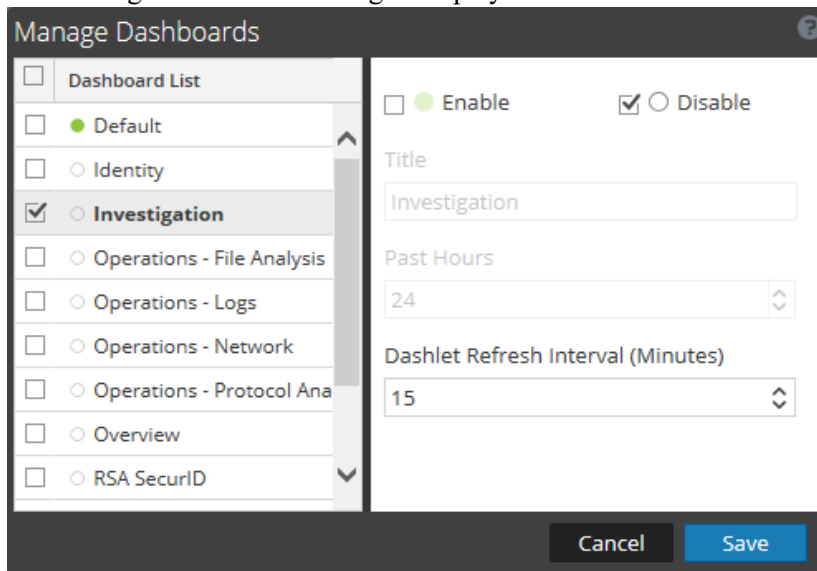 Manage Dashboards
Dashboard List
Default
Identity
Investigation
Operations - File Analysis
Operations - Logs
Operations - Network
Operations - Protocol Ana
Overview
RSA SecurID
Enable
Disable
Title
Investigation
Past Hours
24
Dashlet Refresh Interval (Minutes)
15
Cancel
Save